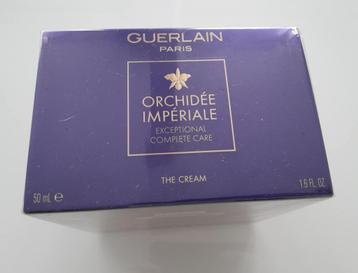 GUERLAIN
PARIS
ORCHIDÉE
IMPÉRIALE
EXCEPTIONAL
COMPLETE CARE
THE CREAM
50 ml ℮ 1.6 FL. OZ.